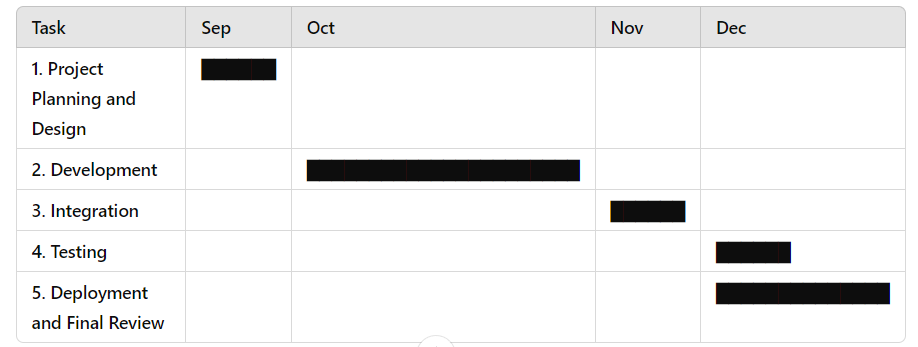 Task Sep Oct Nov Dec
1. Project
Planning and
Design
2. Development
3. Integration
4. Testing
5. Deployment
and Final Review